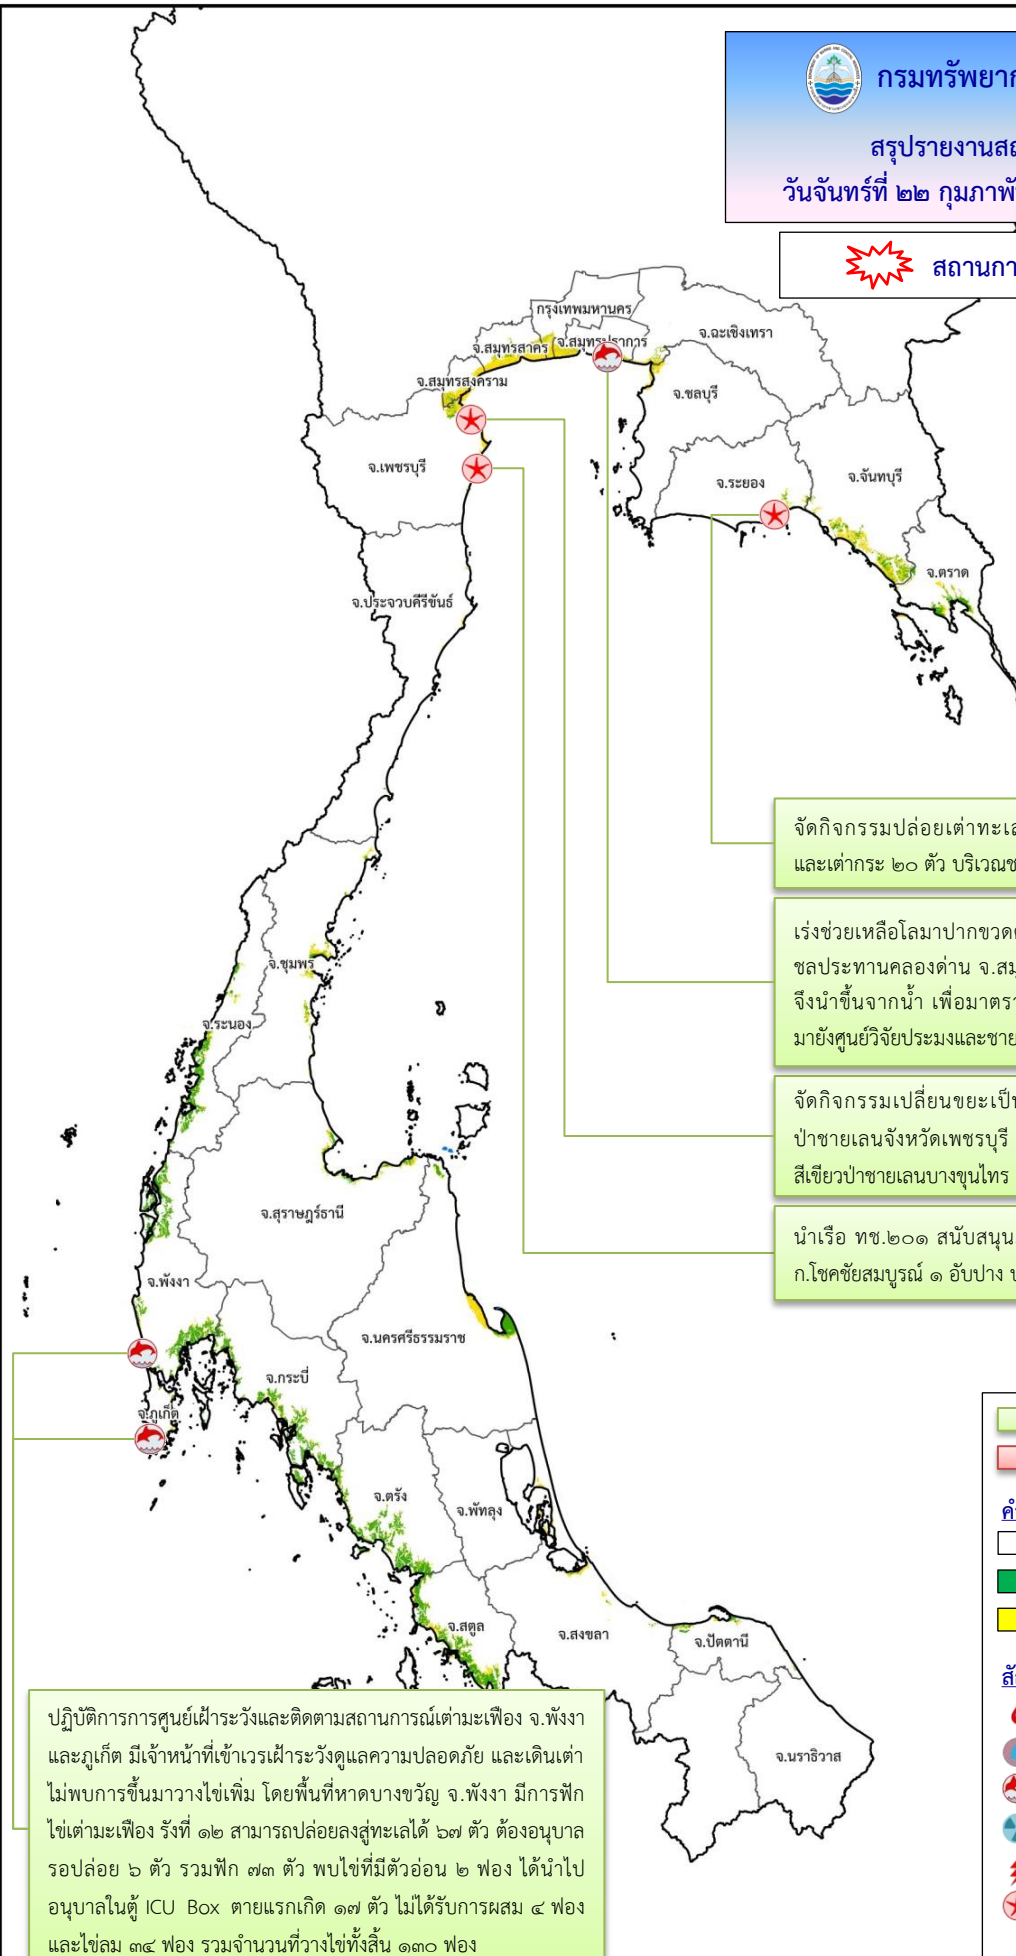 กรมทรัพยาก
สรุปรายงานสถ
วันจันทร์ที่ ๒๒ กุมภาพั
สถานกา
กรุงเทพมหานคร
จ.ฉะเชิงเทรา
จ.สมุทรสาคร
จ.สมุทรปราการ
จ.สมุทรสงคราม
จ.ชลบุรี
จ.เพชรบุรี
จ.ระยอง
จ.จันทบุรี
จ.ตราด
จ.ประจวบคีรีขันธ์
จัดกิจกรรมปล่อยเต่าทะเล
และเต่ากระ ๒๐ ตัว บริเวณช
เร่งช่วยเหลือโลมาปากขวด
ชลประทานคลองด่าน จ.สมุ
จึงนำขึ้นจากน้ำ เพื่อมาตรา
มายังศูนย์วิจัยประมงและชาย
จัดกิจกรรมเปลี่ยนขยะเป็น
ป่าชายเลนจังหวัดเพชรบุรี
สีเขียวป่าชายเลนบางขุนไทร
นำเรือ ทช.๒๐๑ สนับสนุน
ก.โชคชัยสมบูรณ์ ๑ อับปาง
จ.ชุมพร
จ.ระนอง
จ.สุราษฎร์ธานี
จ.พังงา
จ.นครศรีธรรมราช
จ.กระบี่
จ.ภูเก็ต
จ.ตรัง
จ.พัทลุง
จ.สตูล
จ.สงขลา
จ.ปัตตานี
จ.นราธิวาส
ปฏิบัติการการศูนย์เฝ้าระวังและติดตามสถานการณ์เต่ามะเฟือง จ.พังงา
และภูเก็ต มีเจ้าหน้าที่เข้าเวรเฝ้าระวังดูแลความปลอดภัย และเดินเต่า
ไม่พบการขึ้นมาวางไข่เพิ่ม โดยพื้นที่หาดบางขวัญ จ.พังงา มีการฟัก
ไข่เต่ามะเฟือง รังที่ ๑๒ สามารถปล่อยลงสู่ทะเลได้ ๖๗ ตัว ต้องอนุบาล
รอปล่อย ๖ ตัว รวมฟัก ๗๓ ตัว พบไข่ที่มีตัวอ่อน ๒ ฟอง ได้นำไป
อนุบาลในตู้ ICU Box ตายแรกเกิด ๑๗ ตัว ไม่ได้รับการผสม ๔ ฟอง
และไข่ลม ๓๔ ฟอง รวมจำนวนที่วางไข่ทั้งสิ้น ๑๓๐ ฟอง
คำ
สั